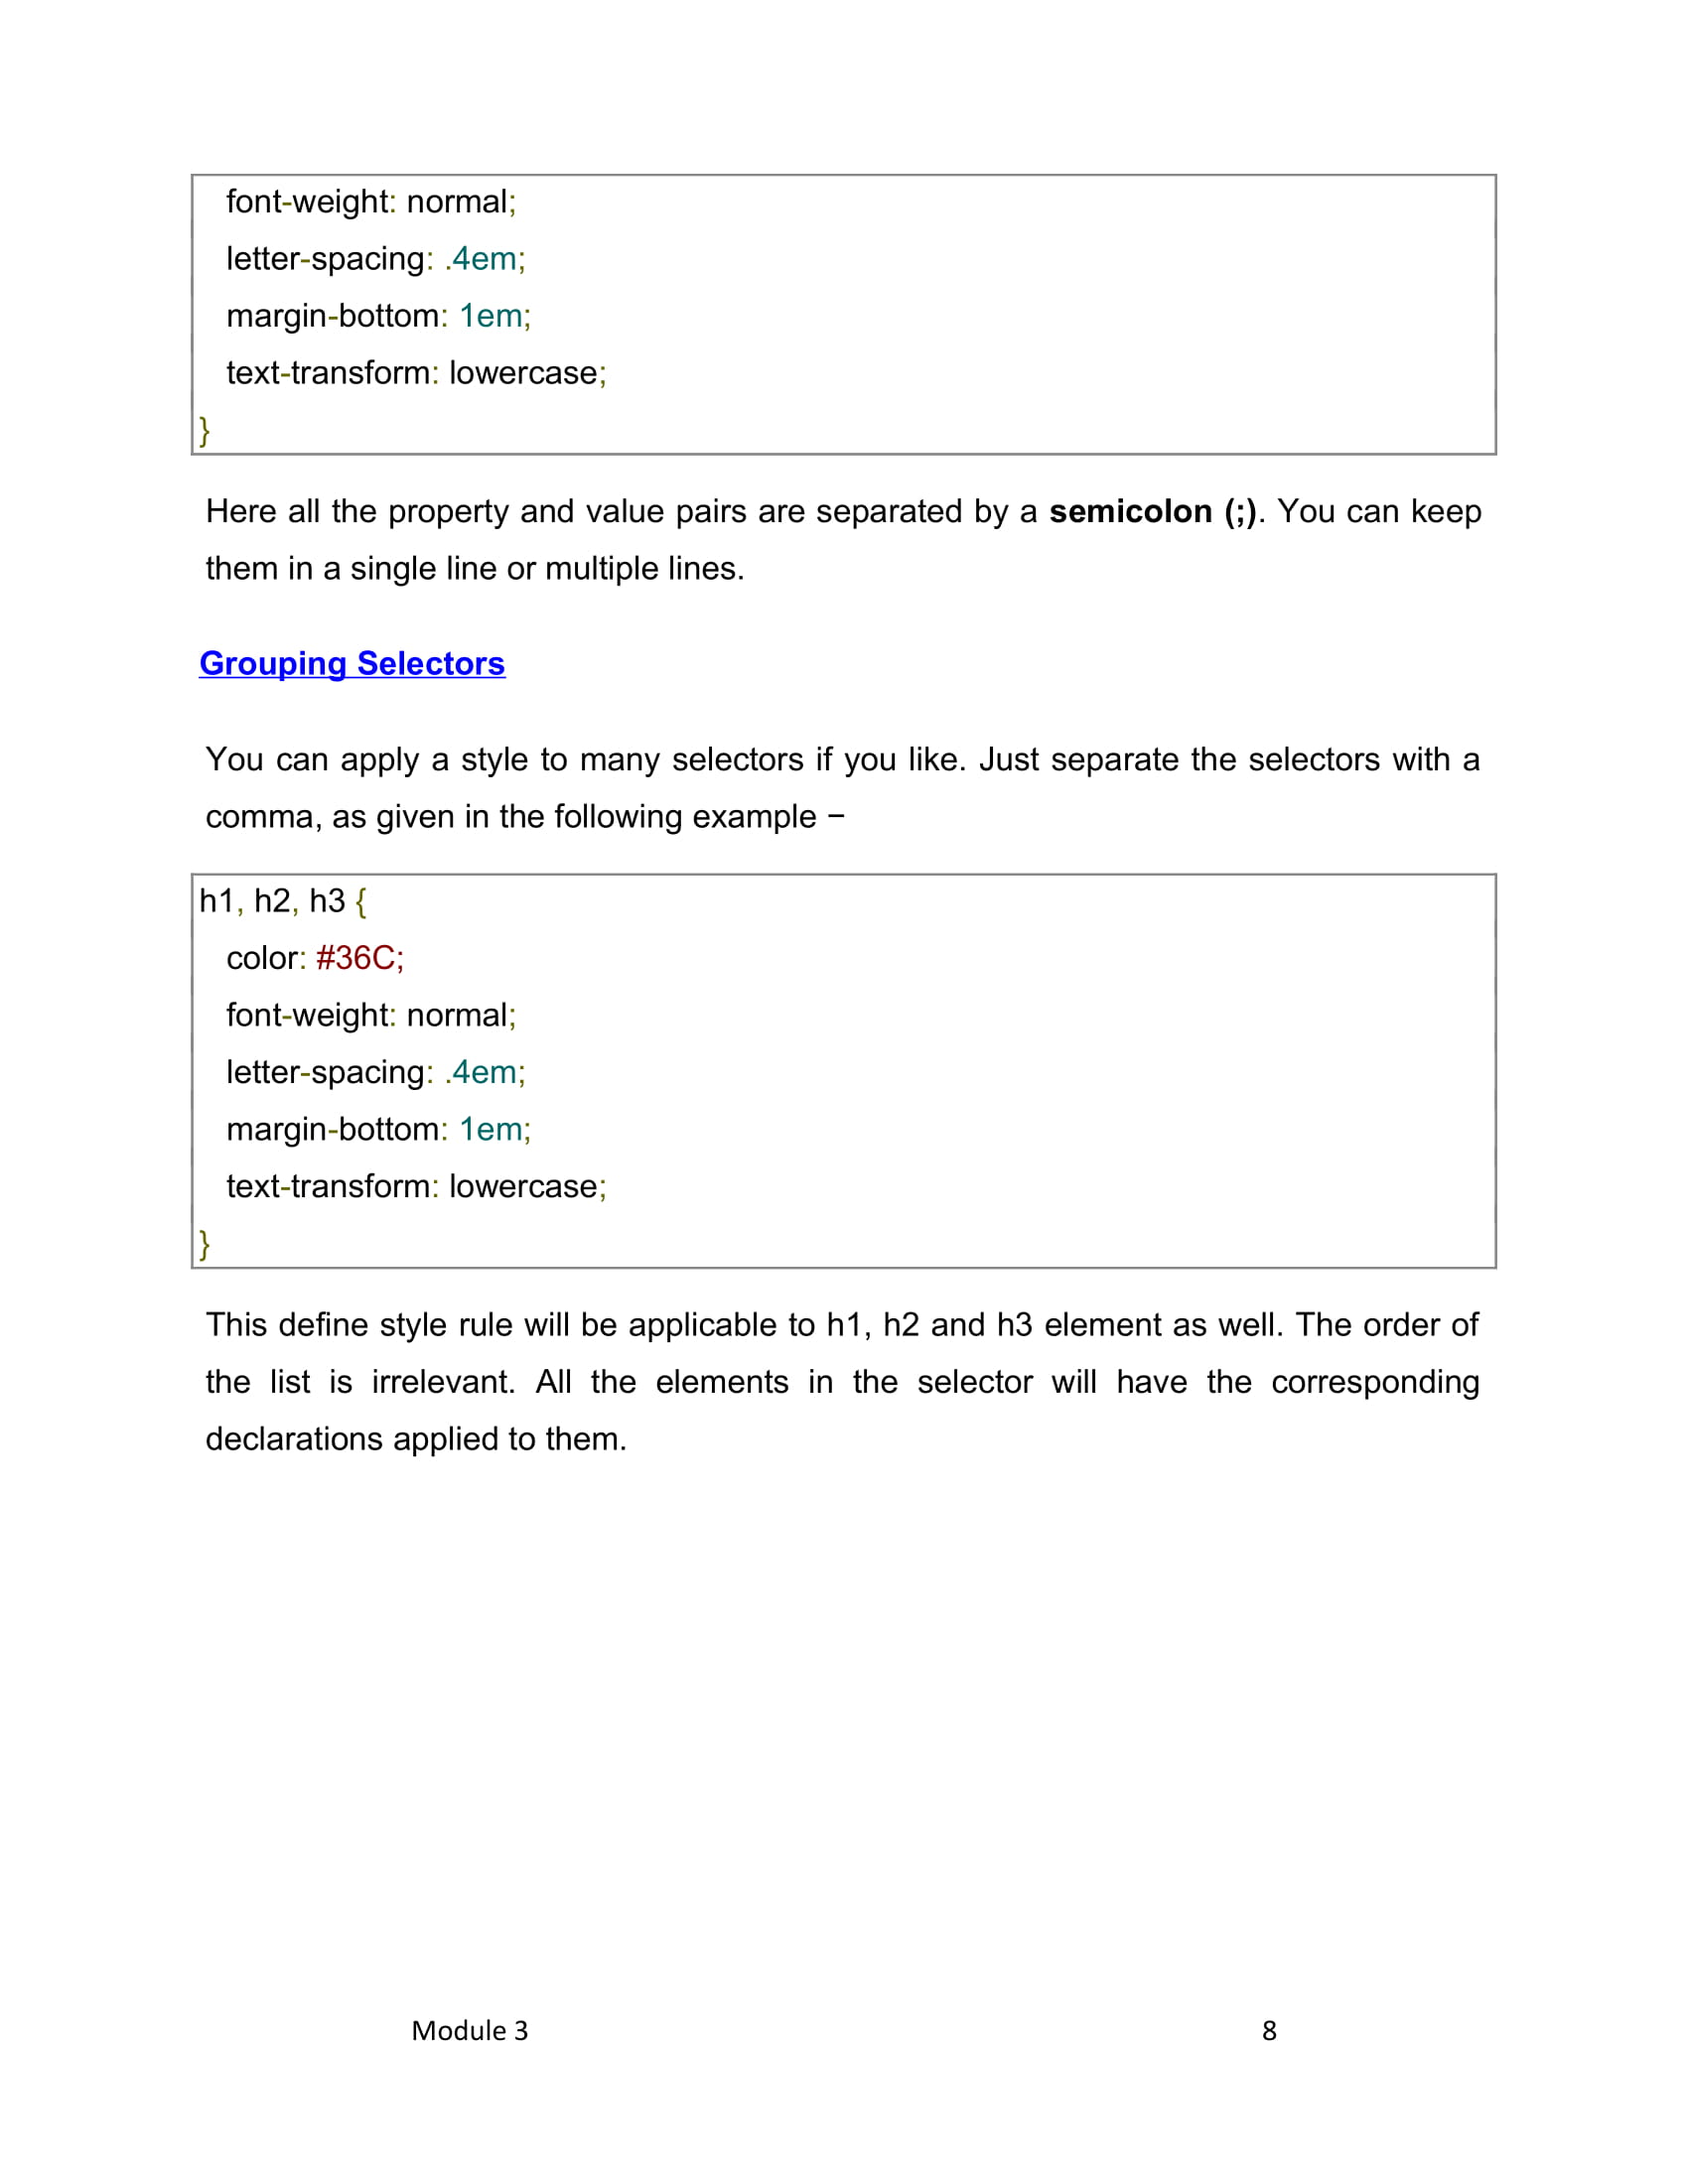 font-weight: normal;
letter-spacing: .4em;
margin-bottom: 1em;
text-transform: lowercase;
}
Here all the property and value pairs are separated by a semicolon (;). You can keep
them in a single line or multiple lines.
Grouping Selectors
You can apply a style to many selectors if you like. Just separate the selectors with a
comma, as given in the following example −
h1, h2, h3 {
color: #36C;
font-weight: normal;
letter-spacing: .4em;
margin-bottom: 1em;
text-transform: lowercase;
}
This define style rule will be applicable to h1, h2 and h3 element as well. The order of
the list is irrelevant. All the elements in the selector will have the corresponding
declarations applied to them.
Module 3 8